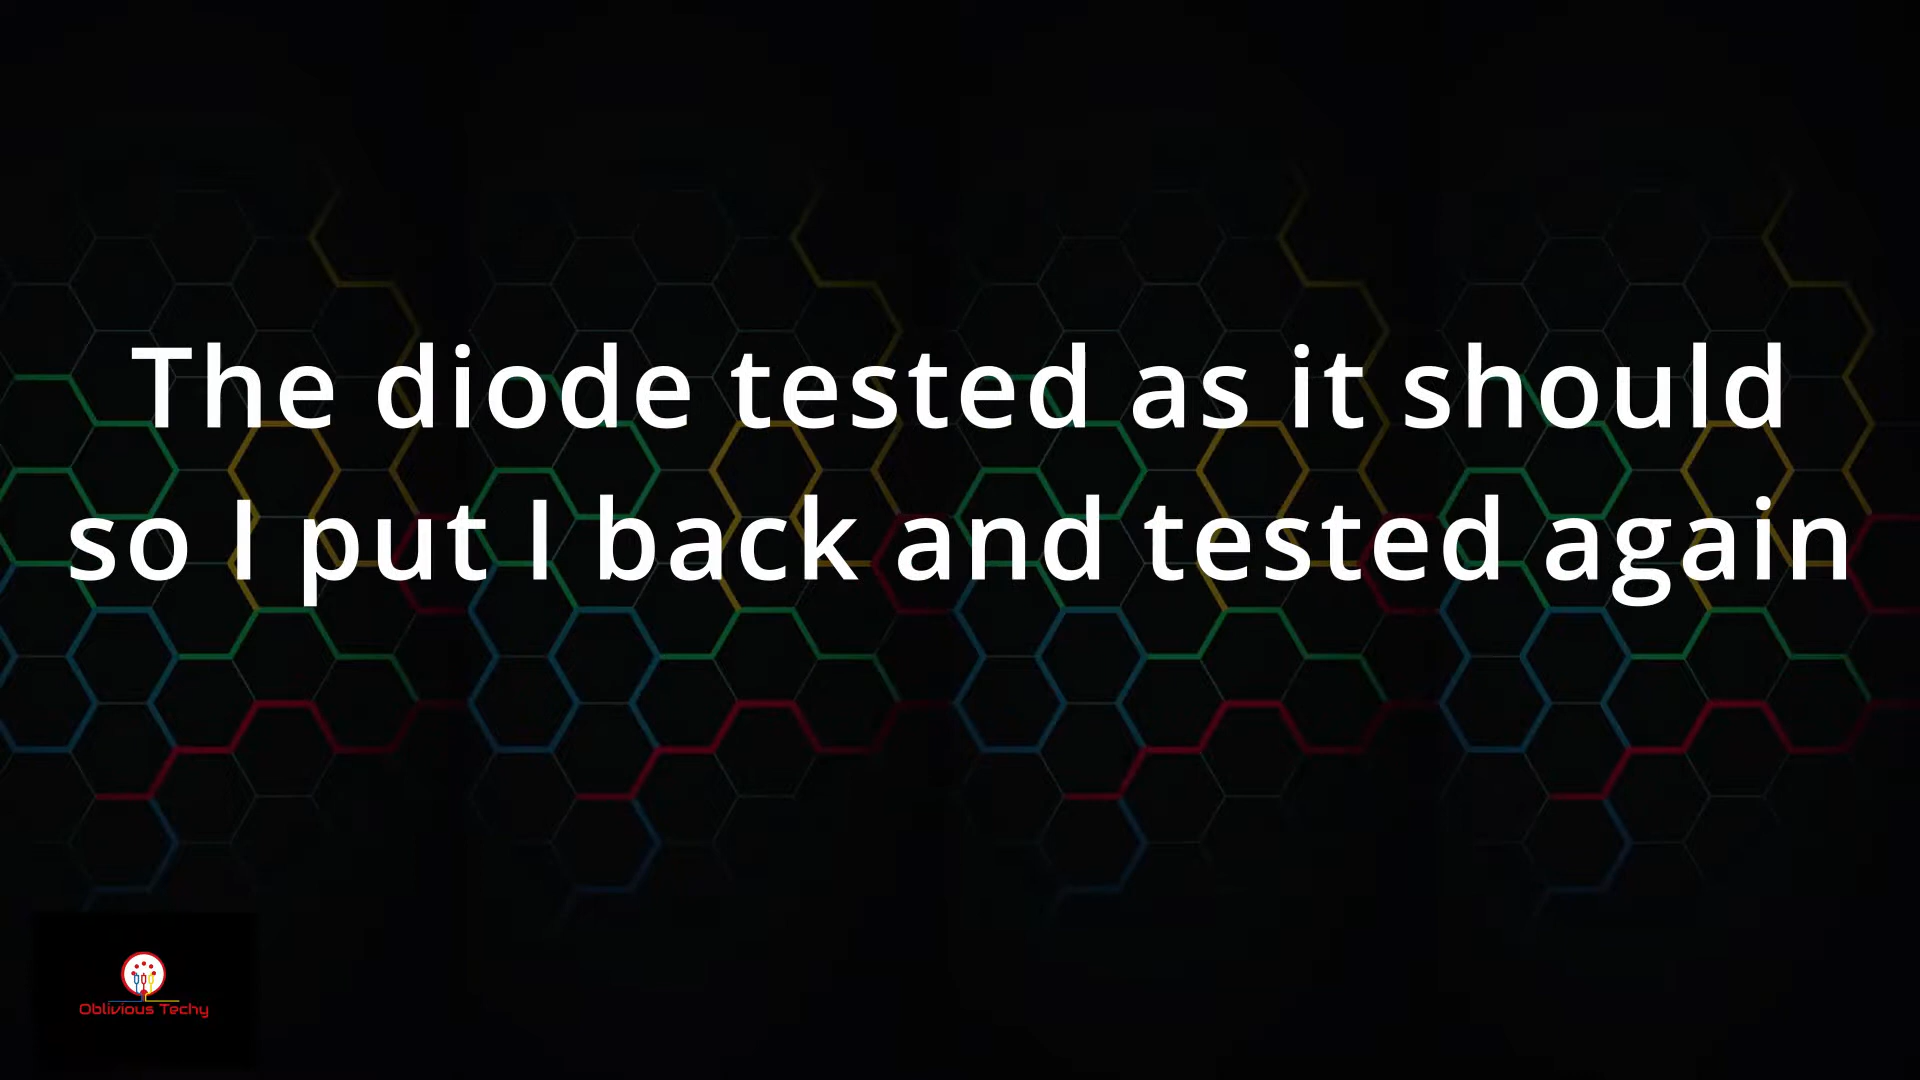 The diode tested as it should
so I put I back and tested again
Oblivious Techy